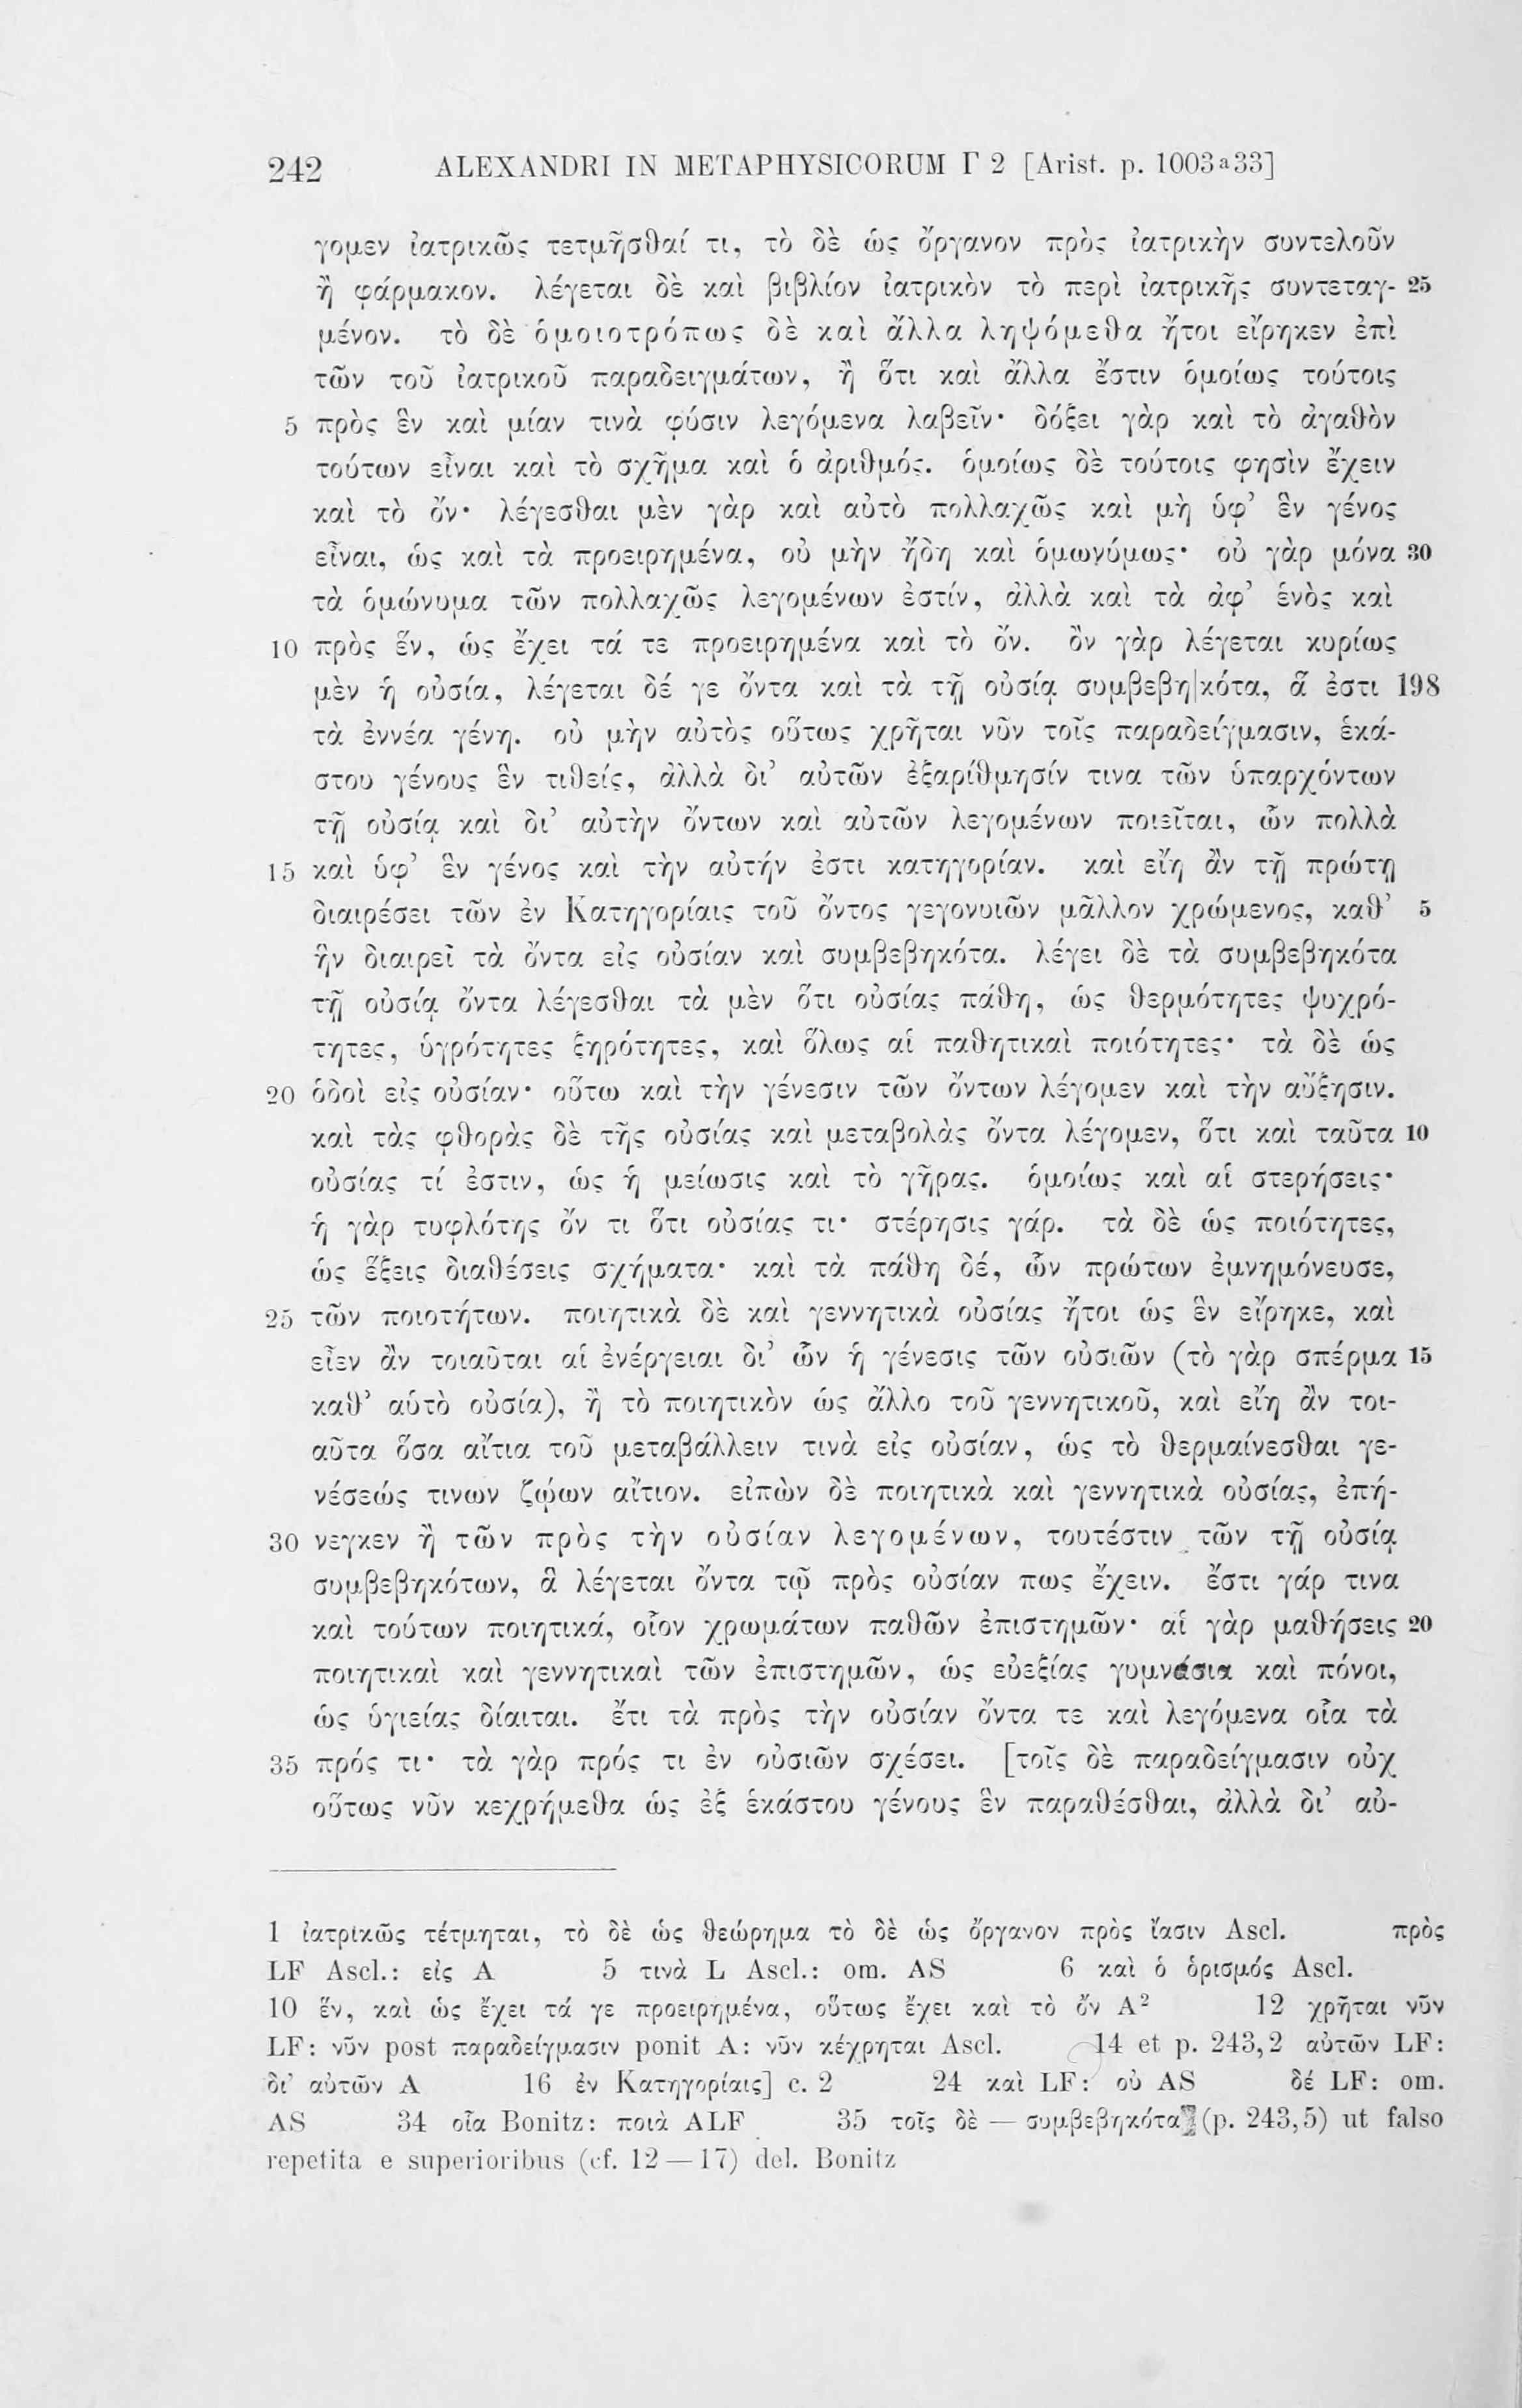 242 ALEXANDRI IN METAPHYSICORUM Γ 2 [Arist. p. 1003a33]
γομεν ἰατρικῶς τετμῆσθαί τι, τὸ δὲ ὡς ὄργανον πρὸς ἰατρικὴν συντελοῦν
ἢ φάρμακον. λέγεται δὲ καὶ βιβλίον ἰατρικὸν τὸ περὶ ἰατρικῆς συντεταγ- 25
μένον. τὸ δὲ ὁμοιοτρόπως δὲ καὶ ἄλλα ληψόμεθα ἤτοι εἴρηκεν ἐπὶ
τῶν τοῦ ἰατρικοῦ παραδειγμάτων, ἢ ὅτι καὶ ἄλλα ἔστιν ὁμοίως τούτοις
5 πρὸς ἓν καὶ μίαν τινὰ φύσιν λεγόμενα λαβεῖν· δόξει γὰρ καὶ τὸ ἀγαθὸν
τούτων εἶναι καὶ τὸ σχῆμα καὶ ὁ ἀριθμός. ὁμοίως δὲ τούτοις φησὶν ἔχειν
καὶ τὸ ὄν· λέγεσθαι μὲν γὰρ καὶ αὐτὸ πολλαχῶς καὶ μὴ ὑφ’ ἓν γένος
εἶναι, ὡς καὶ τὰ προειρημένα, οὐ μὴν ἤδη καὶ ὁμωνύμως· οὐ γὰρ μόνα 30
τὰ ὁμώνυμα τῶν πολλαχῶς λεγομένων ἐστίν, ἀλλὰ καὶ τὰ ἀφ’ ἑνὸς καὶ
10 πρὸς ἕν, ὡς ἔχει τά τε προειρημένα καὶ τὸ ὄν. ὂν γὰρ λέγεται κυρίως
μὲν ἡ οὐσία, λέγεται δέ γε ὄντα καὶ τὰ τῇ οὐσίᾳ συμβεβη|κότα, ἅ ἐστι 198
τὰ ἐννέα γένη. οὐ μὴν αὐτὸς οὕτως χρῆται νῦν τοῖς παραδείγμασιν, ἑκά-
στου γένους ἓν τιθείς, ἀλλὰ δι’ αὐτῶν ἐξαρίθμησίν τινα τῶν ὑπαρχόντων
τῇ οὐσίᾳ καὶ δι’ αὐτὴν ὄντων καὶ αὐτῶν λεγομένων ποιεῖται, ὧν πολλὰ
15 καὶ ὑφ’ ἓν γένος καὶ τὴν αὐτήν ἐστι κατηγορίαν. καὶ εἴη ἂν τῇ πρώτῃ
διαιρέσει τῶν ἐν Κατηγορίαις τοῦ ὄντος γεγονυιῶν μᾶλλον χρώμενος, καθ’ 5
ἣν διαιρεῖ τὰ ὄντα εἰς οὐσίαν καὶ συμβεβηκότα. λέγει δὲ τὰ συμβεβηκότα
τῇ οὐσίᾳ ὄντα λέγεσθαι τὰ μὲν ὅτι οὐσίας πάθη, ὡς θερμότητες ψυχρό-
τητες, ὑγρότητες ξηρότητες, καὶ ὅλως αἱ παθητικαὶ ποιότητες· τὰ δὲ ὡς
20 ὁδοὶ εἰς οὐσίαν· οὕτω καὶ τὴν γένεσιν τῶν ὄντων λέγομεν καὶ τὴν αὔξησιν.
καὶ τὰς φθορὰς δὲ τῆς οὐσίας καὶ μεταβολὰς ὄντα λέγομεν, ὅτι καὶ ταῦτα 10
οὐσίας τί ἐστιν, ὡς ἡ μείωσις καὶ τὸ γῆρας. ὁμοίως καὶ αἱ στερήσεις·
ἡ γὰρ τυφλότης ὄν τι ὅτι οὐσίας τι· στέρησις γάρ. τὰ δὲ ὡς ποιότητες,
ὡς ἕξεις διαθέσεις σχήματα· καὶ τὰ πάθη δέ, ὧν πρώτων ἐμνημόνευσε,
25 τῶν ποιοτήτων. ποιητικὰ δὲ καὶ γεννητικὰ οὐσίας ἤτοι ὡς ἓν εἴρηκε, καὶ
εἶεν ἂν τοιαῦται αἱ ἐνέργειαι δι’ ὧν ἡ γένεσις τῶν οὐσιῶν (τὸ γὰρ σπέρμα 15
καθ’ αὑτὸ οὐσία), ἢ τὸ ποιητικὸν ὡς ἄλλο τοῦ γεννητικοῦ, καὶ εἴη ἂν τοι-
αῦτα ὅσα αἴτια τοῦ μεταβάλλειν τινὰ εἰς οὐσίαν, ὡς τὸ θερμαίνεσθαι γε-
νέσεώς τινων ζῴων αἴτιον. εἰπὼν δὲ ποιητικὰ καὶ γεννητικὰ οὐσίας, ἐπή-
30 νεγκεν ἢ τῶν πρὸς τὴν οὐσίαν λεγομένων, τουτέστιν τῶν τῇ οὐσίᾳ
συμβεβηκότων, ἃ λέγεται ὄντα τῷ πρὸς οὐσίαν πως ἔχειν. ἔστι γάρ τινα
καὶ τούτων ποιητικά, οἷον χρωμάτων παθῶν ἐπιστημῶν· αἱ γὰρ μαθήσεις 20
ποιητικαὶ καὶ γεννητικαὶ τῶν ἐπιστημῶν, ὡς εὐεξίας γυμνάσια καὶ πόνοι,
ὡς ὑγιείας δίαιται. ἔτι τὰ πρὸς τὴν οὐσίαν ὄντα τε καὶ λεγόμενα οἷα τὰ
35 πρός τι· τὰ γὰρ πρός τι ἐν οὐσιῶν σχέσει. [τοῖς δὲ παραδείγμασιν οὐχ
οὕτως νῦν κεχρήμεθα ὡς ἐξ ἑκάστου γένους ἓν παραθέσθαι, ἀλλὰ δι’ αὐ-
1 ἰατρικῶς τέτμηται, τὸ δὲ ὡς θεώρημα τὸ δὲ ὡς ὄργανον πρὸς ἴασιν Ascl. πρὸς
LF Ascl.: εἰς A 5 τινὰ L Ascl.: om. AS 6 καὶ ὁ ὁρισμός Ascl.
10 ἕν, καὶ ὡς ἔχει τά γε προειρημένα, οὕτως ἔχει καὶ τὸ ὄν A² 12 χρῆται νῦν
LF: νῦν post παραδείγμασιν ponit A: νῦν κέχρηται Ascl. 14 et p. 243,2 αὐτῶν LF:
δι’ αὐτῶν A 16 ἐν Κατηγορίαις] c. 2 24 καὶ LF: οὐ AS δέ LF: om.
AS 34 οἷα Bonitz: ποιὰ ALF 35 τοῖς δὲ — συμβεβηκότα] (p. 243,5) ut falso
repetita e superioribus (cf. 12—17) del. Bonitz